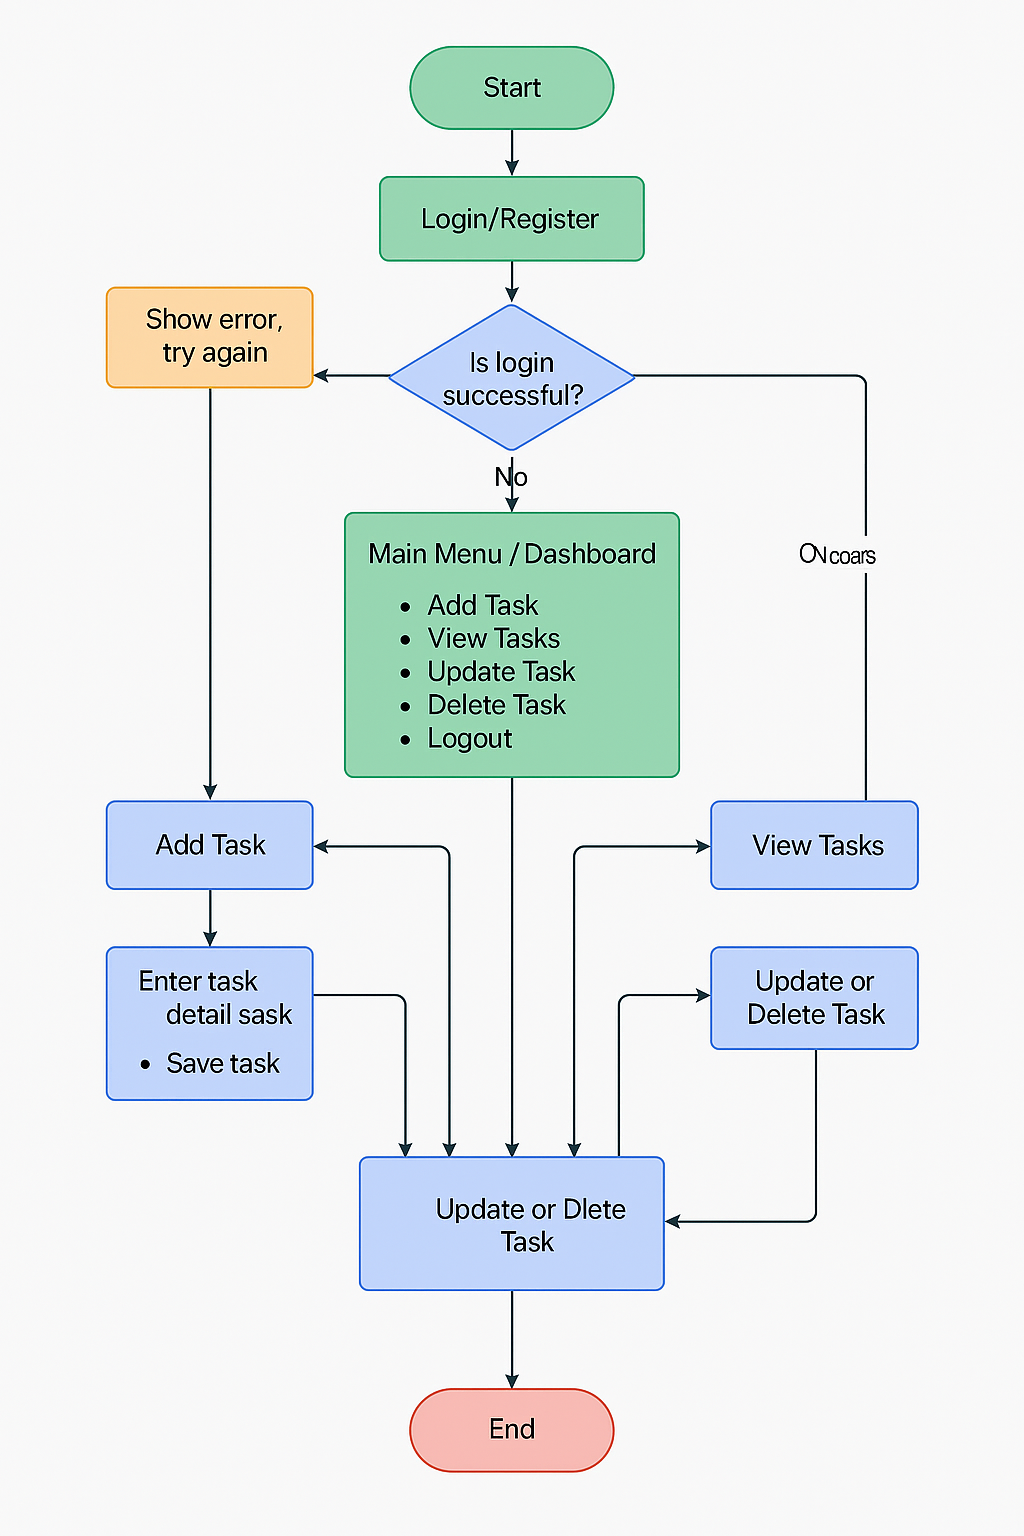 Start
Login/Register
Show error,
try again
Is login
successful?
No
Main Menu / Dashboard
• Add Task
• View Tasks
• Update Task
• Delete Task
• Logout
Add Task
View Tasks
Enter task
detail sask
• Save task
Update or
Delete Task
Update or Dlete
Task
End